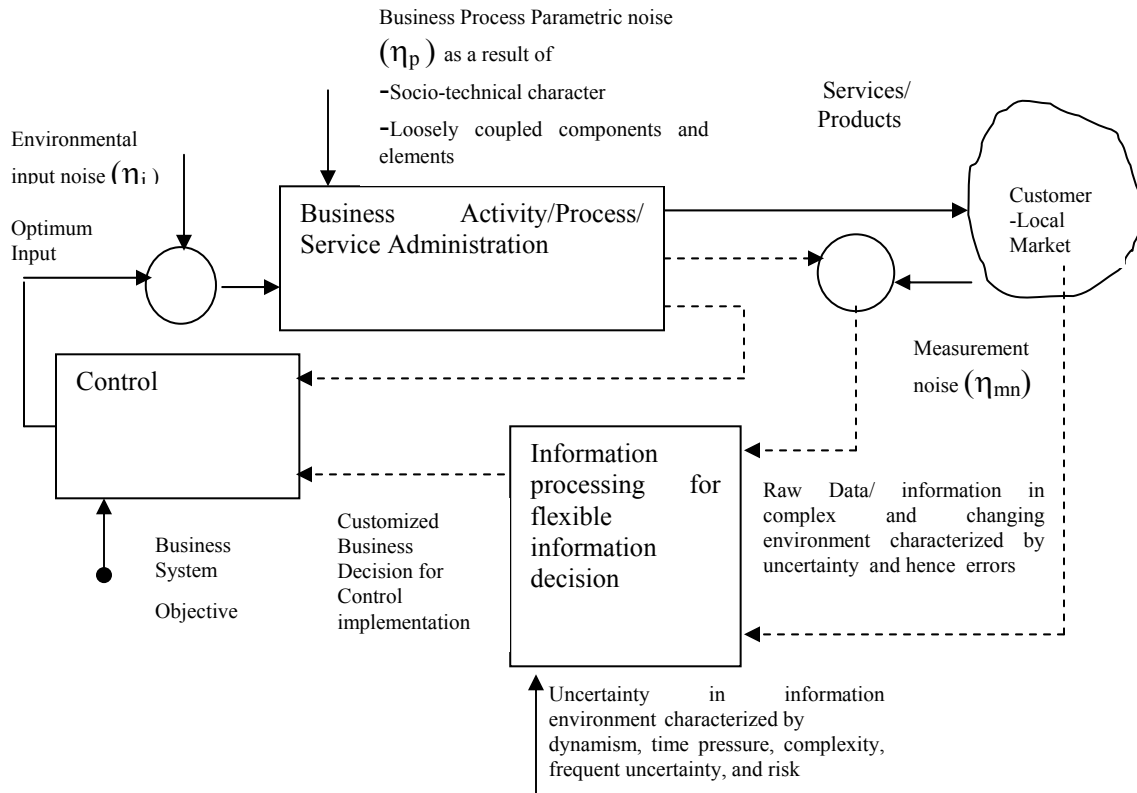 Business Process Parametric noise
(ηp) as a result of
-Socio-technical character
-Loosely coupled components and
elements
Services/
Products
Environmental
input noise (ηi)
Optimum
Input
Business Activity/Process/
Service Administration
Customer
-Local
Market
Control
Measurement
noise (ηmn)
Information
processing for
flexible
information
decision
Raw Data/ information in
complex and changing
environment characterized by
uncertainty and hence errors
Customized
Business
Decision for
Control
implementation
Business
System
Objective
Uncertainty in information
environment characterized by
dynamism, time pressure, complexity,
frequent uncertainty, and risk